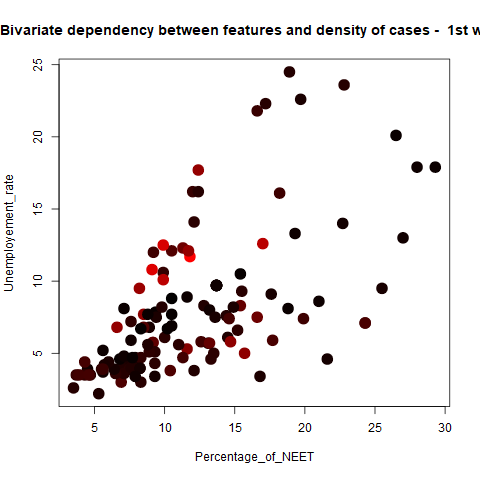 Bivariate dependency between features and density of cases - 1st w
25
20
15
10
5
Unemployement_rate
5 10 15 20 25 30
Percentage_of_NEET